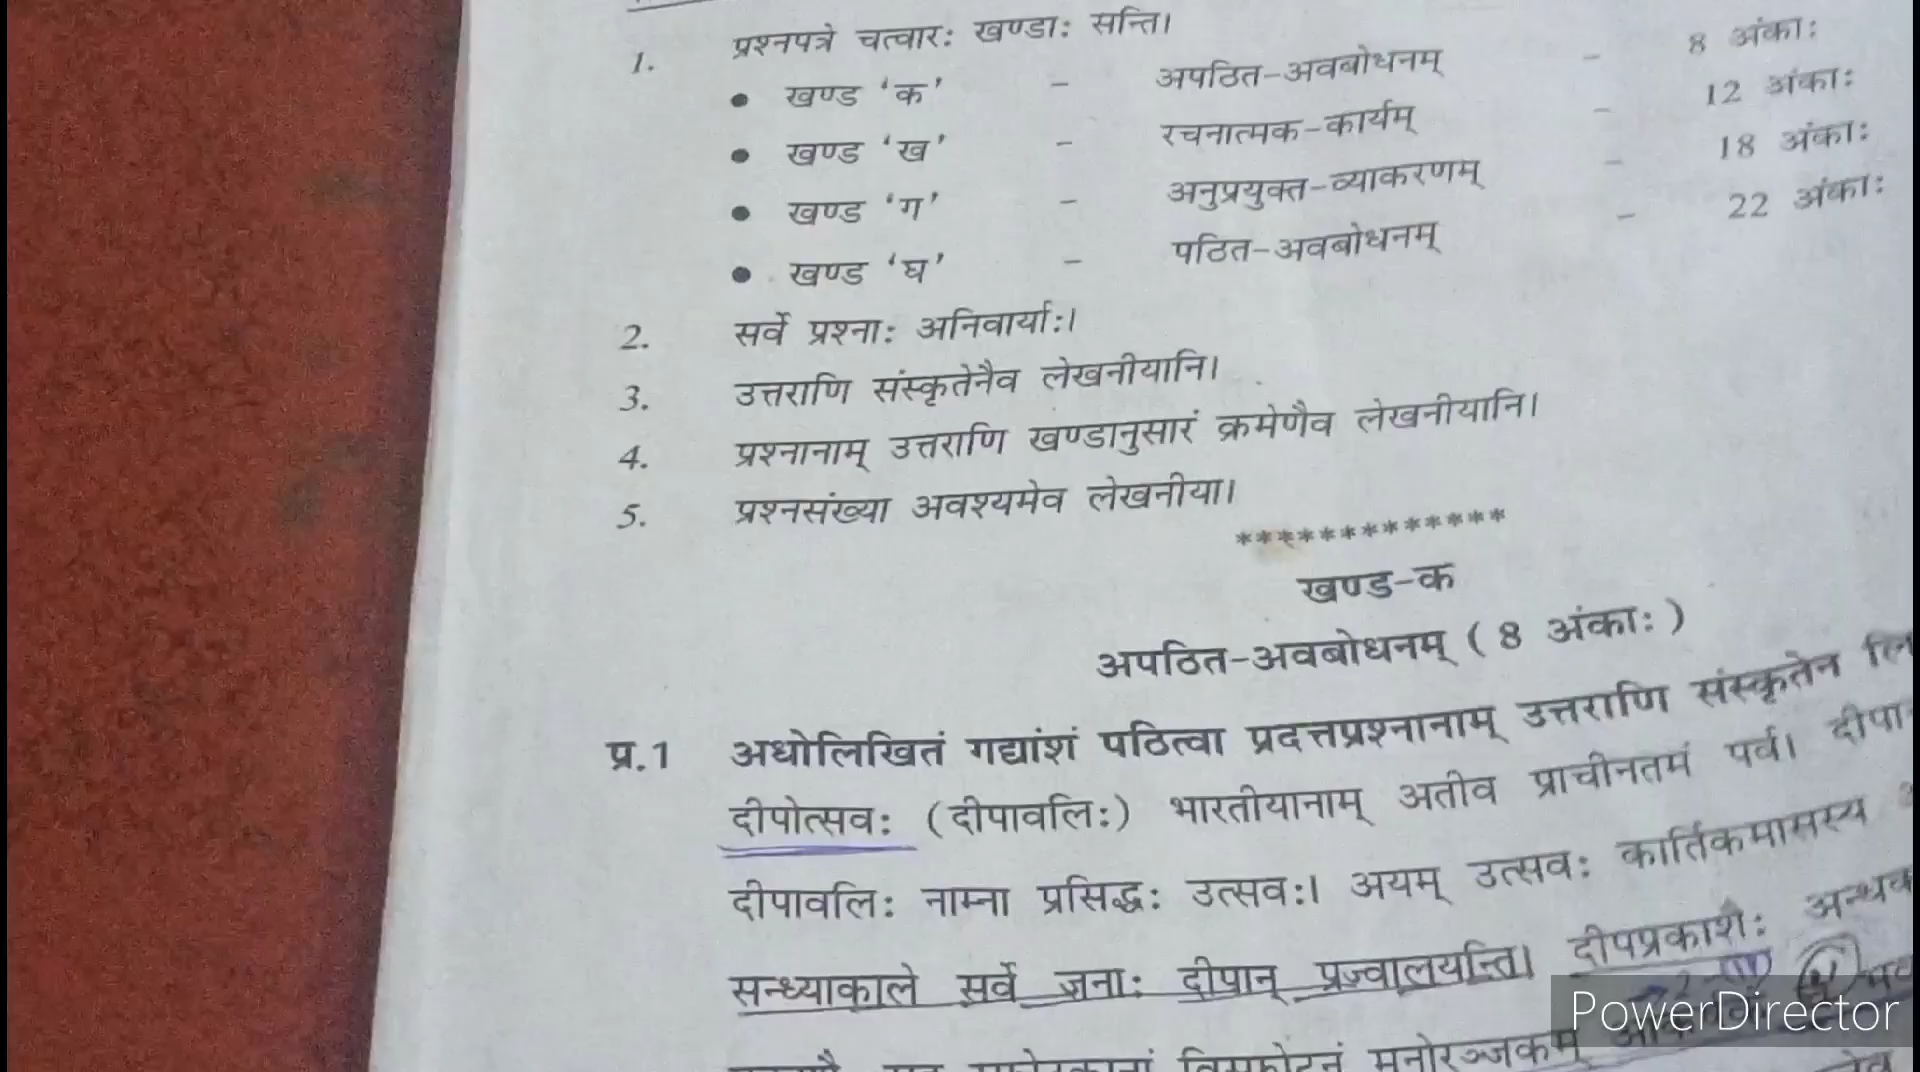 1. प्रश्नपत्रे चत्वारः खण्डाः सन्ति।
• खण्ड ‘क’ – अपठित-अवबोधनम् – 8 अंकाः
• खण्ड ‘ख’ – रचनात्मक-कार्यम् – 12 अंकाः
• खण्ड ‘ग’ – अनुप्रयुक्त-व्याकरणम् – 18 अंकाः
• खण्ड ‘घ’ – पठित-अवबोधनम् – 22 अंकाः
2. सर्वे प्रश्नाः अनिवार्याः।
3. उत्तराणि संस्कृतेनैव लेखनीयानि।
4. प्रश्नानाम् उत्तराणि खण्डानुसारं क्रमेणैव लेखनीयानि।
5. प्रश्नसंख्या अवश्यमेव लेखनीया।
*************
खण्ड-क
अपठित-अवबोधनम् ( 8 अंकाः )
प्र.1 अधोलिखितं गद्यांशं पठित्वा प्रदत्तप्रश्नानाम् उत्तराणि संस्कृतेन
दीपोत्सवः (दीपावलिः) भारतीयानाम् अतीव प्राचीनतमं पर्व।
दीपावलिः नाम्ना प्रसिद्धः उत्सवः। अयम् उत्सवः कार्तिकमासस्य
सन्ध्याकाले सर्वे जनाः दीपान् प्रज्वालयन्ति। दीपप्रकाशैः
मनोरञ्जकम्
PowerDirector